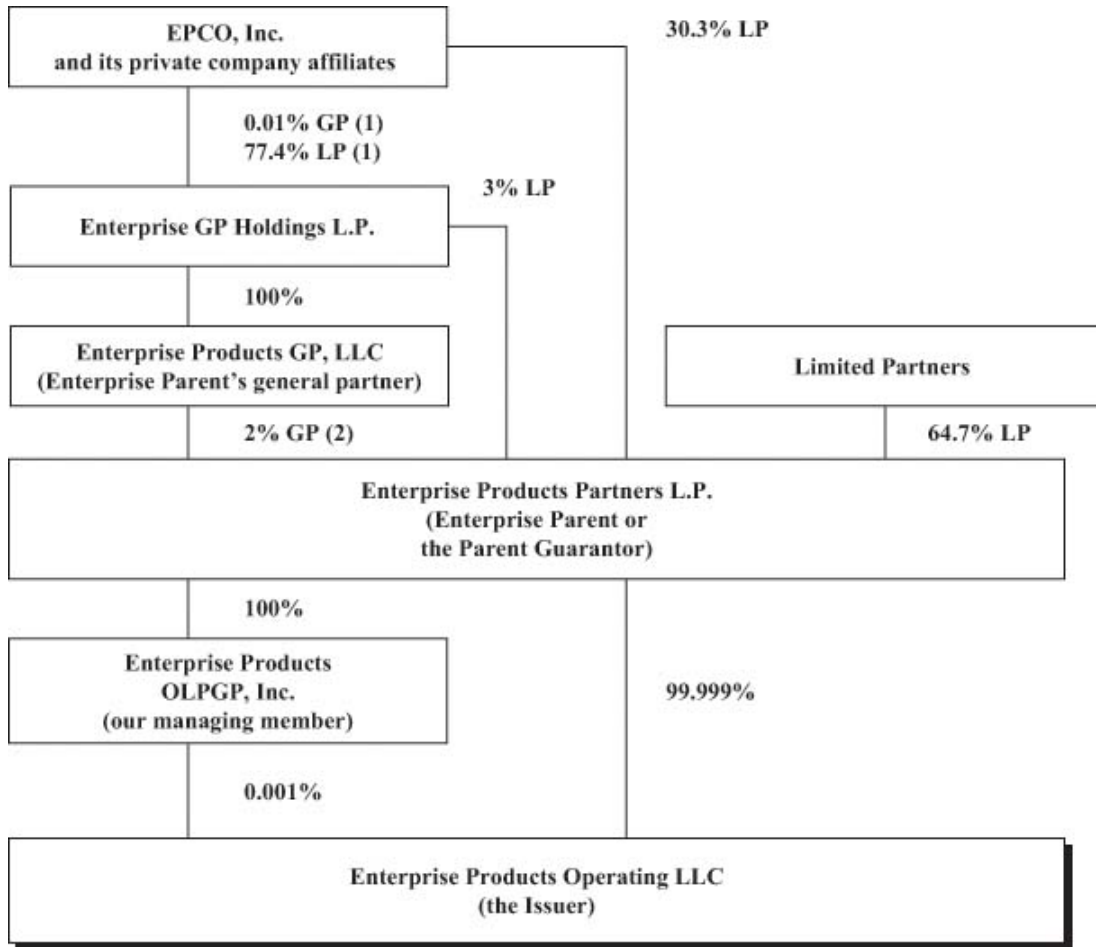 EPCO, Inc.
and its private company affiliates
30.3% LP
0.01% GP (1)
77.4% LP (1)
3% LP
Enterprise GP Holdings L.P.
100%
Enterprise Products GP, LLC
(Enterprise Parent’s general partner)
Limited Partners
2% GP (2)
64.7% LP
Enterprise Products Partners L.P.
(Enterprise Parent or
the Parent Guarantor)
100%
Enterprise Products
OLPGP, Inc.
(our managing member)
99.999%
0.001%
Enterprise Products Operating LLC
(the Issuer)